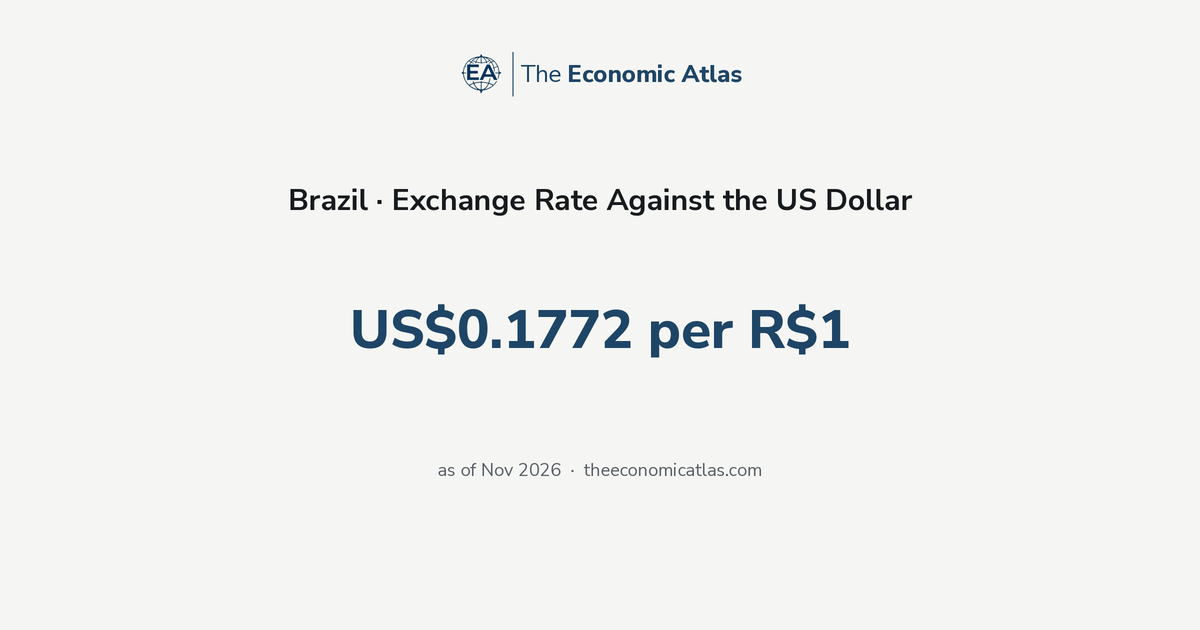 EA The Economic Atlas
Brazil · Exchange Rate Against the US Dollar
US$0.1772 per R$1
as of Nov 2026 · theeconomicatlas.com